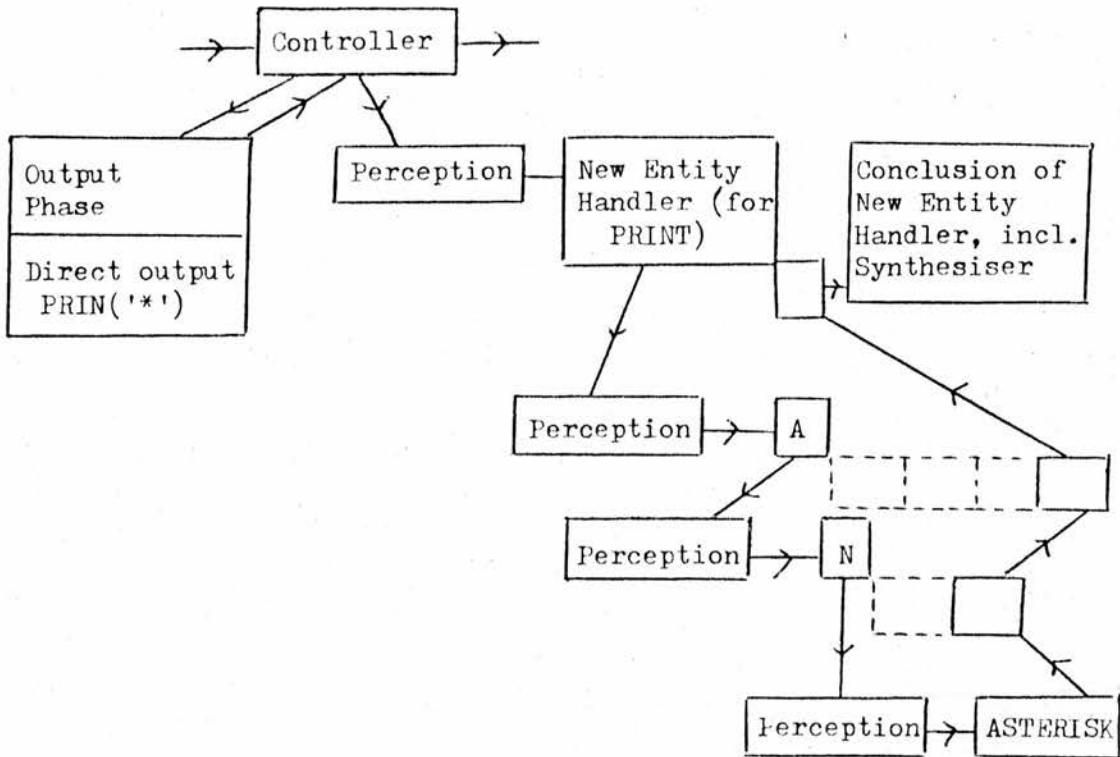 Controller
Output
Phase
Direct output
PRIN('*')
Perception
New Entity
Handler (for
PRINT)
Conclusion of
New Entity
Handler, incl.
Synthesiser
Perception
A
Perception
N
Perception
ASTERISK